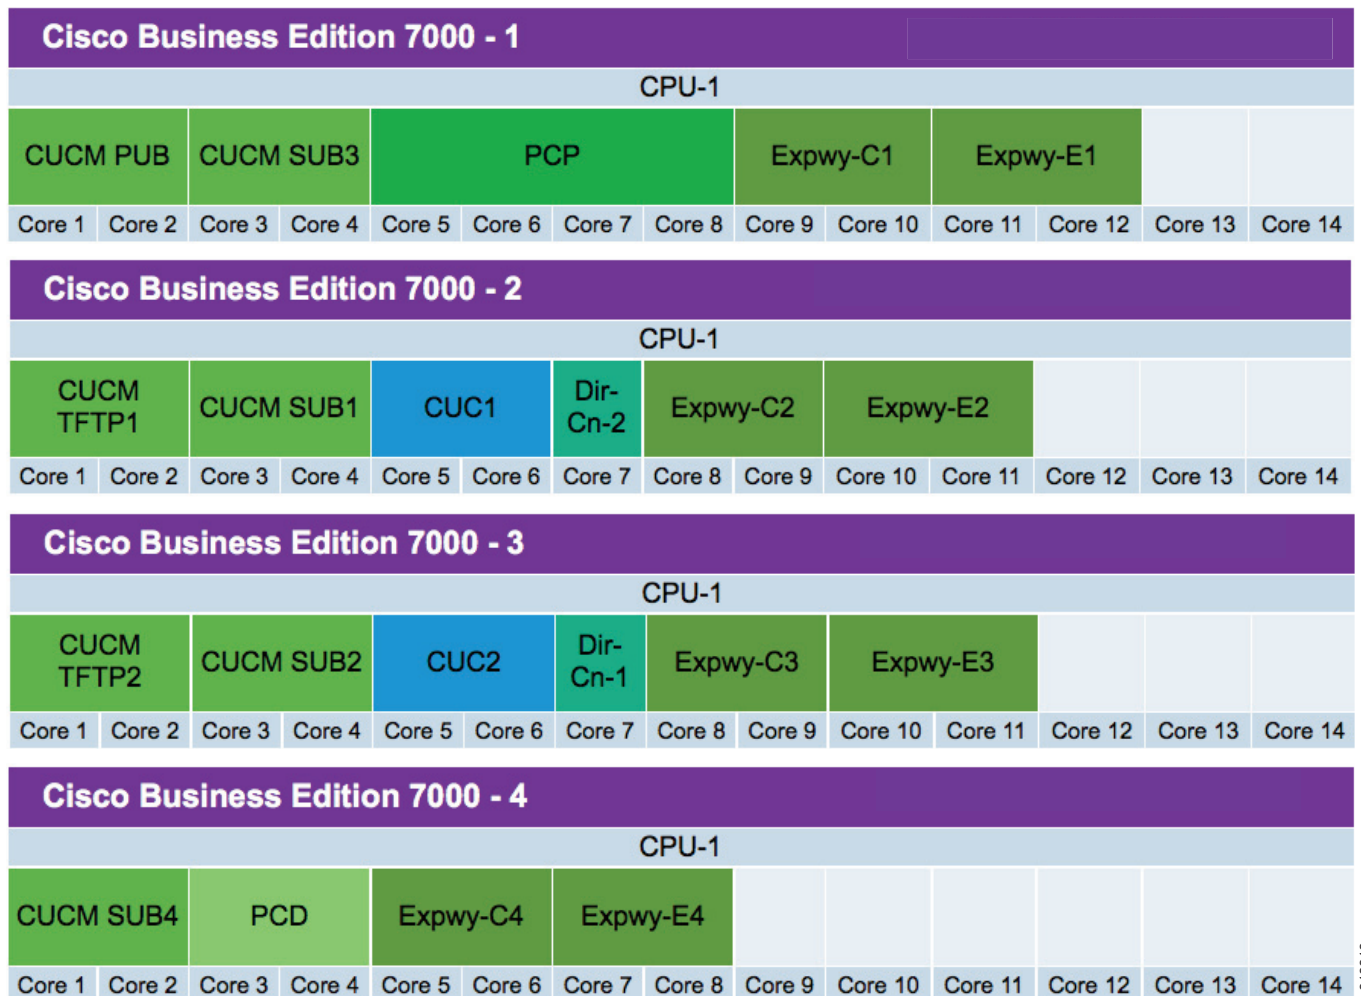 Cisco Business Edition 7000 - 1
CPU-1
CUCM PUB CUCM SUB3 PCP Expwy-C1 Expwy-E1
Core 1 Core 2 Core 3 Core 4 Core 5 Core 6 Core 7 Core 8 Core 9 Core 10 Core 11 Core 12 Core 13 Core 14
Cisco Business Edition 7000 - 2
CPU-1
CUCM TFTP1 CUCM SUB1 CUC1 Dir-Cn-2 Expwy-C2 Expwy-E2
Core 1 Core 2 Core 3 Core 4 Core 5 Core 6 Core 7 Core 8 Core 9 Core 10 Core 11 Core 12 Core 13 Core 14
Cisco Business Edition 7000 - 3
CPU-1
CUCM TFTP2 CUCM SUB2 CUC2 Dir-Cn-1 Expwy-C3 Expwy-E3
Core 1 Core 2 Core 3 Core 4 Core 5 Core 6 Core 7 Core 8 Core 9 Core 10 Core 11 Core 12 Core 13 Core 14
Cisco Business Edition 7000 - 4
CPU-1
CUCM SUB4 PCD Expwy-C4 Expwy-E4
Core 1 Core 2 Core 3 Core 4 Core 5 Core 6 Core 7 Core 8 Core 9 Core 10 Core 11 Core 12 Core 13 Core 14